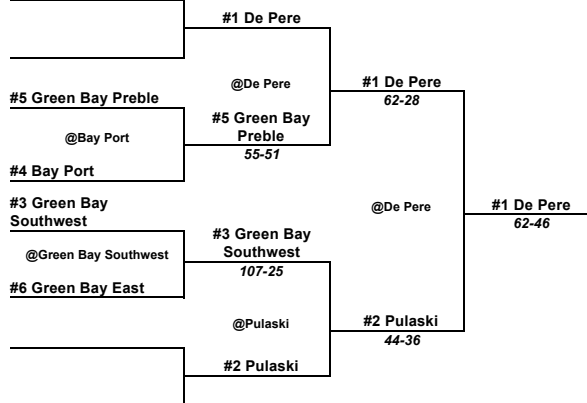 #1 De Pere
@De Pere
#1 De Pere
62-28
#5 Green Bay Preble
@Bay Port
#5 Green Bay
Preble
55-51
#4 Bay Port
#3 Green Bay
Southwest
@De Pere
#1 De Pere
62-46
@Green Bay Southwest
#3 Green Bay
Southwest
107-25
#6 Green Bay East
@Pulaski
#2 Pulaski
44-36
#2 Pulaski